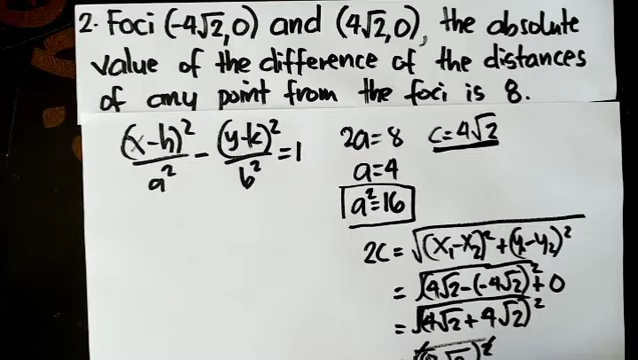 2. Foci (-4√2, 0) and (4√2, 0), the absolute
value of the difference of the distances
of any point from the foci is 8.
(x-h)²/a² - (y-k)²/b² = 1
2a = 8 c = 4√2
a = 4
a² = 16
2c = √(x₁-x₂)² + (y₁-y₂)²
= √(4√2-(-4√2))² + 0
= √(4√2 + 4√2)²